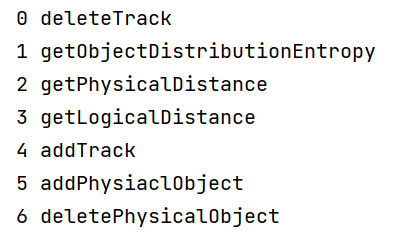 0 deleteTrack
1 getObjectDistributionEntropy
2 getPhysicalDistance
3 getLogicalDistance
4 addTrack
5 addPhysiaclObject
6 deletePhysicalObject